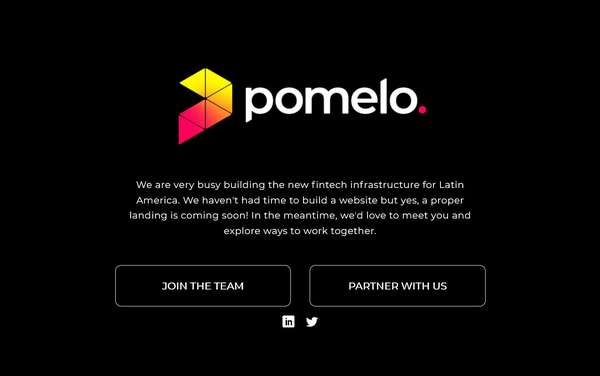 pomelo.
We are very busy building the new fintech infrastructure for Latin
America. We haven't had time to build a website but yes, a proper
landing is coming soon! In the meantime, we'd love to meet you and
explore ways to work together.
JOIN THE TEAM
PARTNER WITH US
in